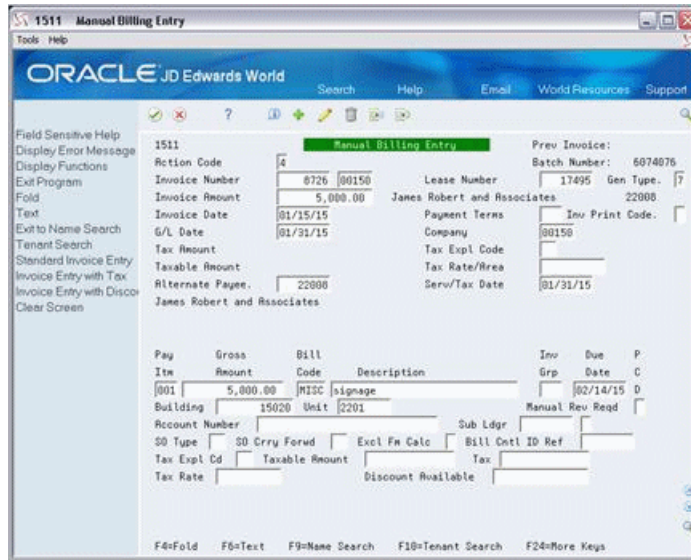 1511 Manual Billing Entry
Tools Help
ORACLE JD Edwards World
Search Help Email World Resources Support
Field Sensitive Help
Display Error Message
Display Functions
Exit Program
Fold
Text
Exit to Name Search
Tenant Search
Standard Invoice Entry
Invoice Entry with Tax
Invoice Entry with Discou
Clear Screen
1511 Manual Billing Entry Prev Invoice:
Action Code 4 Batch Number: 6074076
Invoice Number 8726 00150 Lease Number 17495 Gen Type. 7
Invoice Amount 5,000.00 James Robert and Associates 22008
Invoice Date 01/15/15 Payment Terms Inv Print Code.
G/L Date 01/31/15 Company 00150
Tax Amount Tax Expl Code
Taxable Amount Tax Rate/Area
Alternate Payee. 22008 Serv/Tax Date 01/31/15
James Robert and Associates
Pay Gross Bill Inv Due P
Itm Amount Code Description Grp Date C
001 5,000.00 MISC signage 02/14/15 D
Building 15020 Unit 2201 Manual Rev Reqd
Account Number Sub Ldgr
SO Type SO Crry Forwd Excl Fm Calc Bill Cntl ID Ref
Tax Expl Cd Taxable Amount Tax
Tax Rate Discount Available
F4=Fold F6=Text F9=Name Search F10=Tenant Search F24=More Keys